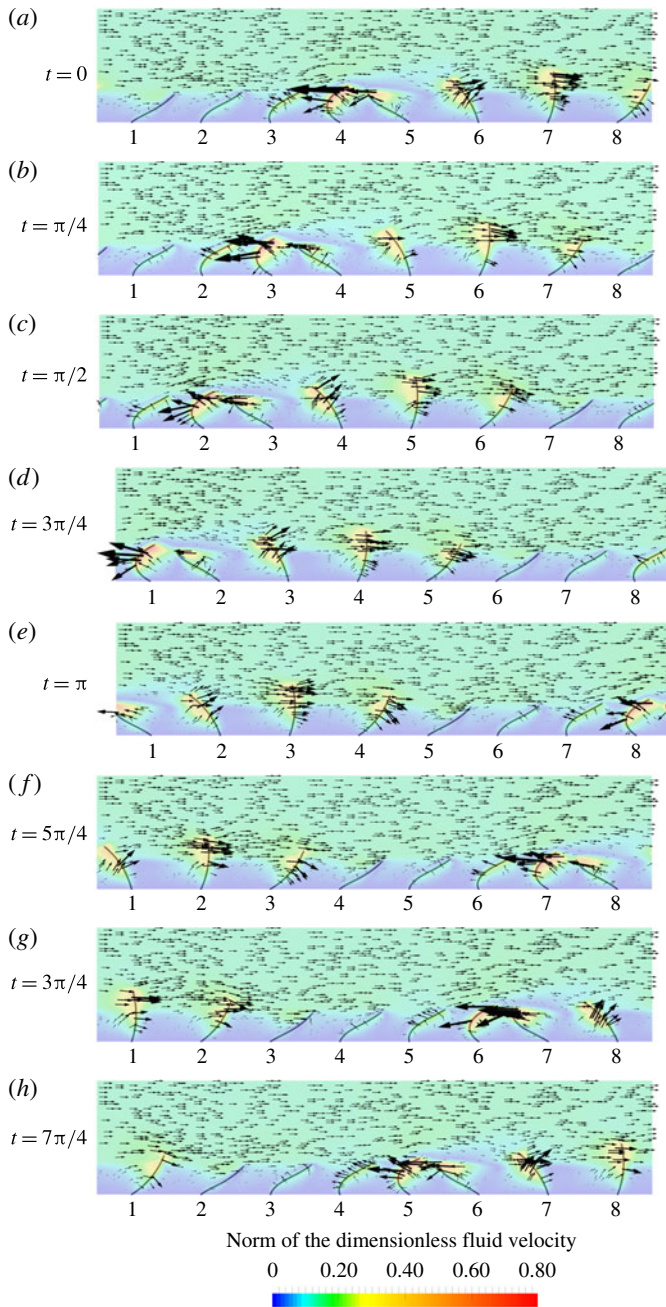 (a)
t = 0
1 2 3 4 5 6 7 8
(b)
t = π/4
1 2 3 4 5 6 7 8
(c)
t = π/2
1 2 3 4 5 6 7 8
(d)
t = 3π/4
1 2 3 4 5 6 7 8
(e)
t = π
1 2 3 4 5 6 7 8
(f)
t = 5π/4
1 2 3 4 5 6 7 8
(g)
t = 3π/4
1 2 3 4 5 6 7 8
(h)
t = 7π/4
1 2 3 4 5 6 7 8
Norm of the dimensionless fluid velocity
0 0.20 0.40 0.60 0.80